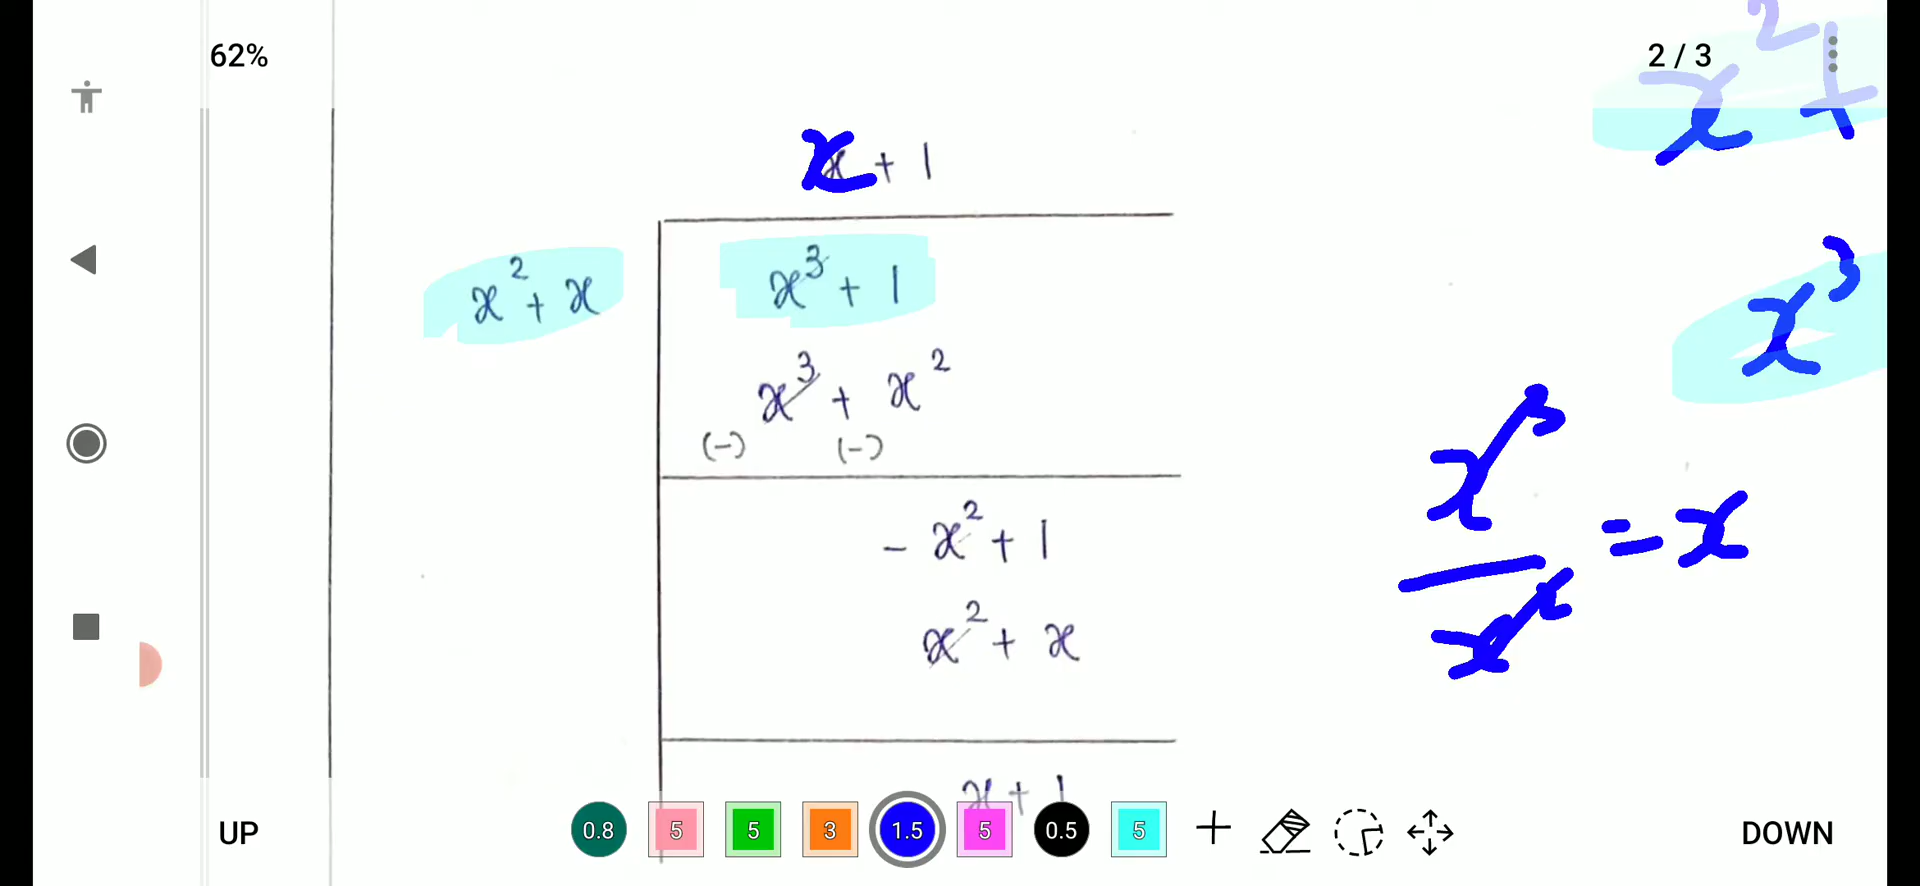 62%
2 / 3
x² +
x + 1
x² + x
x³ + 1
x³
x³ + x²
(-) (-)
x³/x² = x
- x² + 1
x² + x
x + 1
UP
0.8 5 5 3 1.5 5 0.5 5 +
DOWN